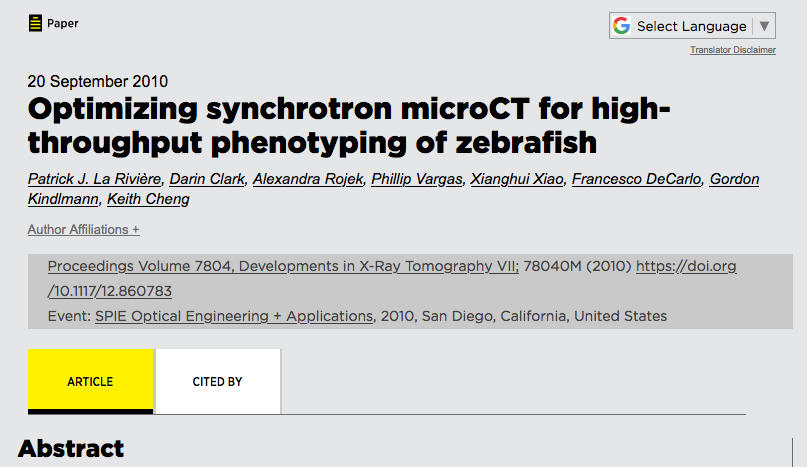 Paper
Select Language ▼
Translator Disclaimer
20 September 2010
Optimizing synchrotron microCT for high-
throughput phenotyping of zebrafish
Patrick J. La Rivière, Darin Clark, Alexandra Rojek, Phillip Vargas, Xianghui Xiao, Francesco DeCarlo, Gordon
Kindlmann, Keith Cheng
Author Affiliations +
Proceedings Volume 7804, Developments in X-Ray Tomography VII; 78040M (2010) https://doi.org
/10.1117/12.860783
Event: SPIE Optical Engineering + Applications, 2010, San Diego, California, United States
ARTICLE
CITED BY
Abstract